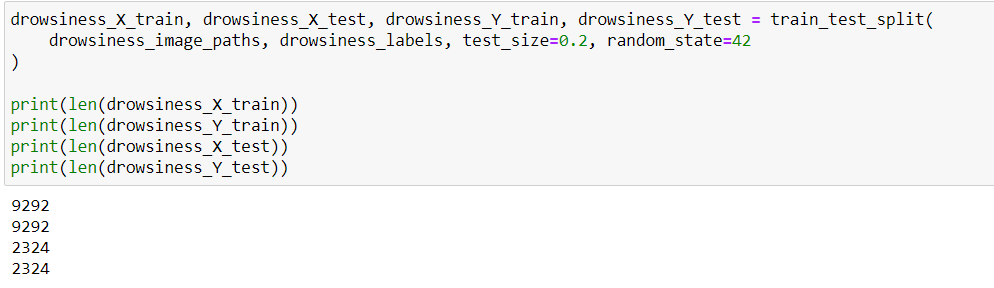 drowsiness_X_train, drowsiness_X_test, drowsiness_Y_train, drowsiness_Y_test = train_test_split(
    drowsiness_image_paths, drowsiness_labels, test_size=0.2, random_state=42
)
print(len(drowsiness_X_train))
print(len(drowsiness_Y_train))
print(len(drowsiness_X_test))
print(len(drowsiness_Y_test))
9292
9292
2324
2324